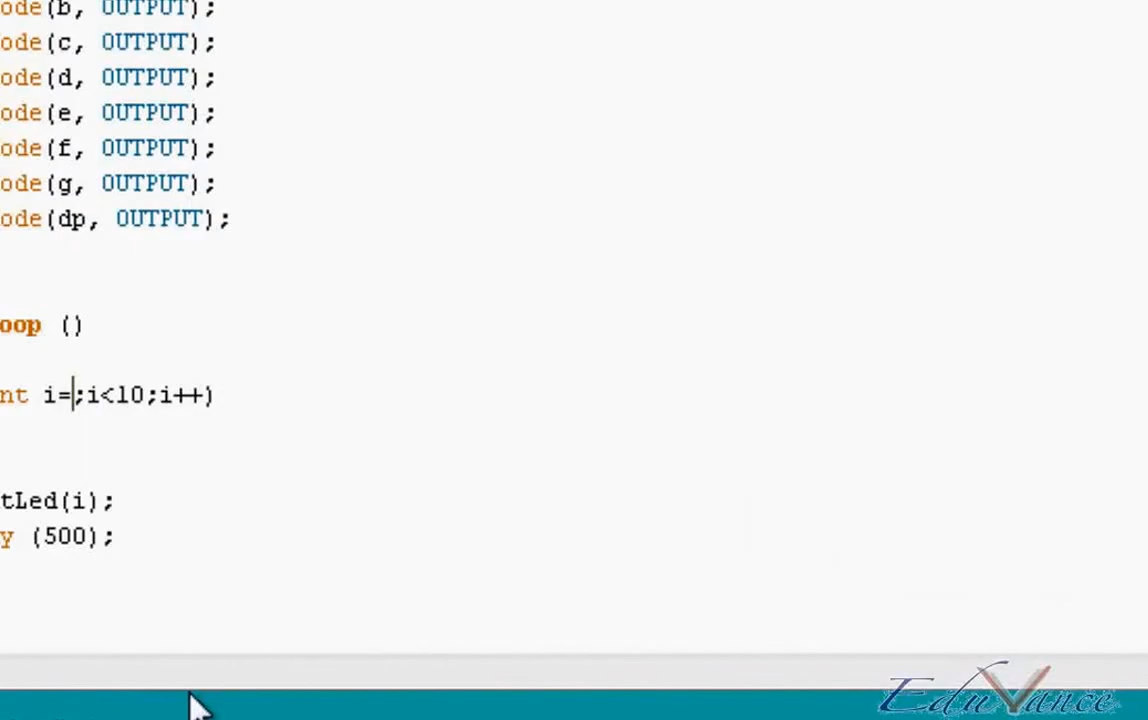 ode(b, OUTPUT);
ode(c, OUTPUT);
ode(d, OUTPUT);
ode(e, OUTPUT);
ode(f, OUTPUT);
ode(g, OUTPUT);
ode(dp, OUTPUT);
oop ()
nt i=;i<10;i++)
tLed(i);
y (500);
EduVance